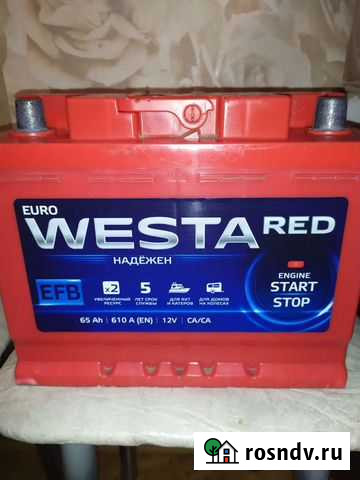 EURO
WESTA RED
НАДЁЖЕН
EFB
x2
УВЕЛИЧЕННЫЙ
РЕСУРС
5
ЛЕТ СРОК
СЛУЖБЫ
ДЛЯ ЯХТ
И КАТЕРОВ
ДЛЯ ДОМОВ
НА КОЛЕСАХ
ENGINE
START
STOP
65 Ah | 610 A (EN) | 12V | CA/CA
rosndv.ru